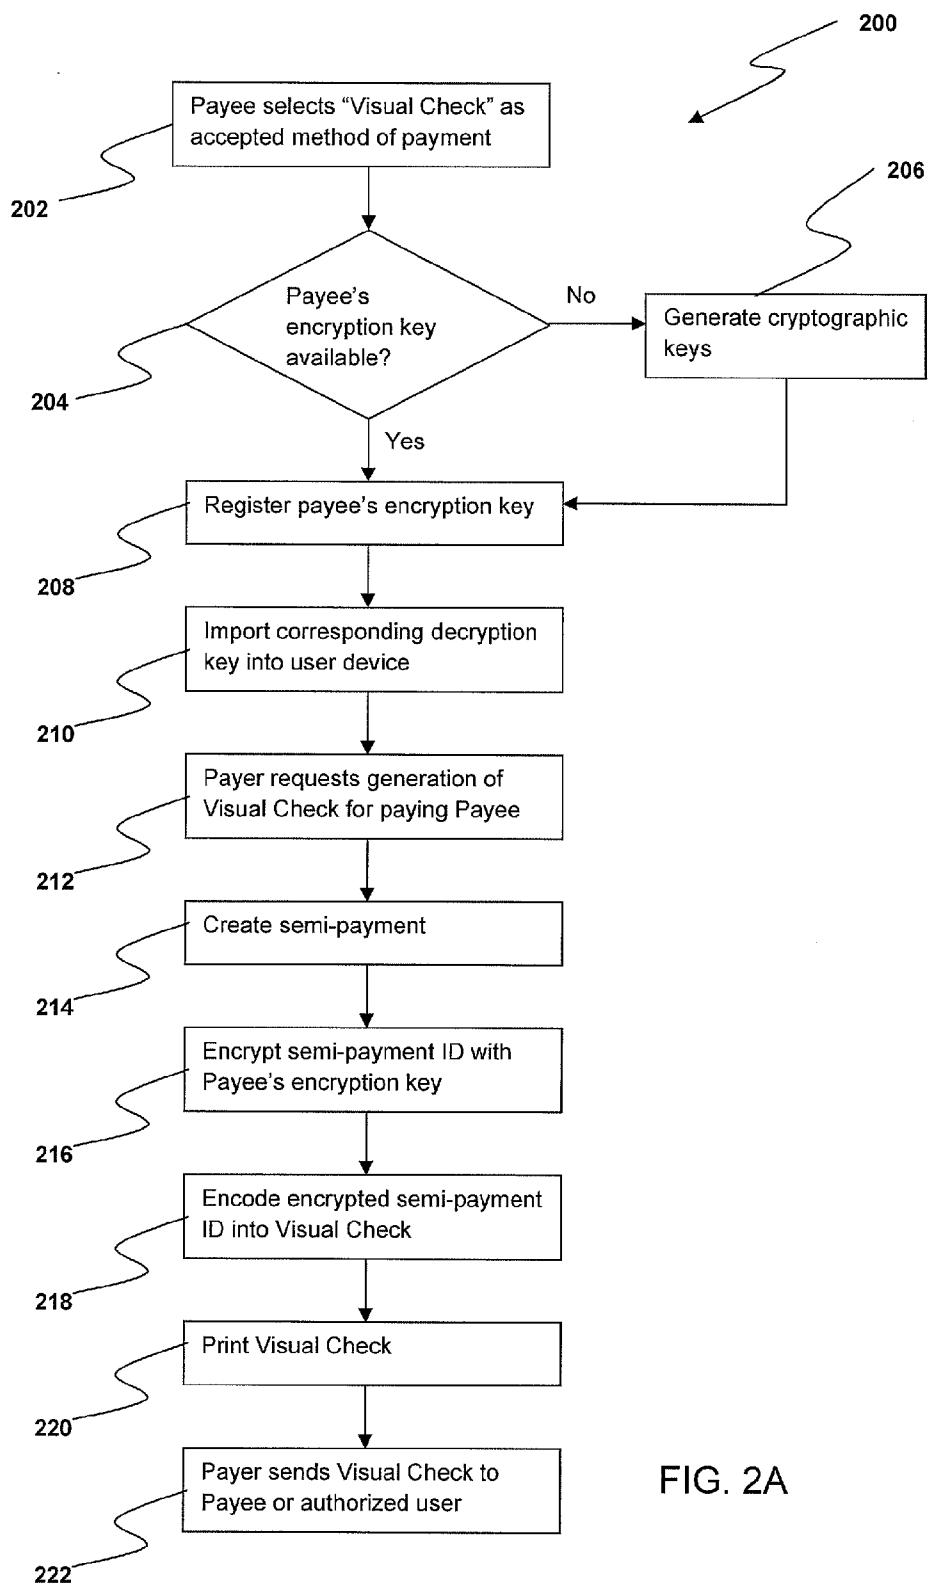 200
Payee selects “Visual Check” as
accepted method of payment
202
206
Payee’s
encryption key
available?
No
Generate cryptographic
keys
204
Yes
Register payee’s encryption key
208
Import corresponding decryption
key into user device
210
Payer requests generation of
Visual Check for paying Payee
212
Create semi-payment
214
Encrypt semi-payment ID with
Payee’s encryption key
216
Encode encrypted semi-payment
ID into Visual Check
218
Print Visual Check
220
Payer sends Visual Check to
Payee or authorized user
FIG. 2A
222